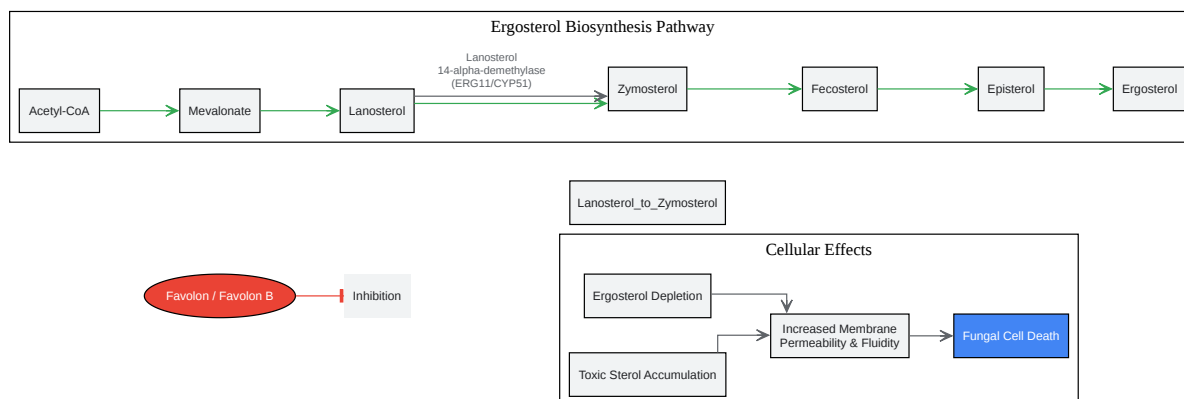 Ergosterol Biosynthesis Pathway
Lanosterol
14-alpha-demethylase
(ERG11/CYP51)
Acetyl-CoA
Mevalonate
Lanosterol
Zymosterol
Fecosterol
Episterol
Ergosterol
Lanosterol_to_Zymosterol
Cellular Effects
Favolon / Favolon B
Inhibition
Ergosterol Depletion
Increased Membrane
Permeability & Fluidity
Fungal Cell Death
Toxic Sterol Accumulation